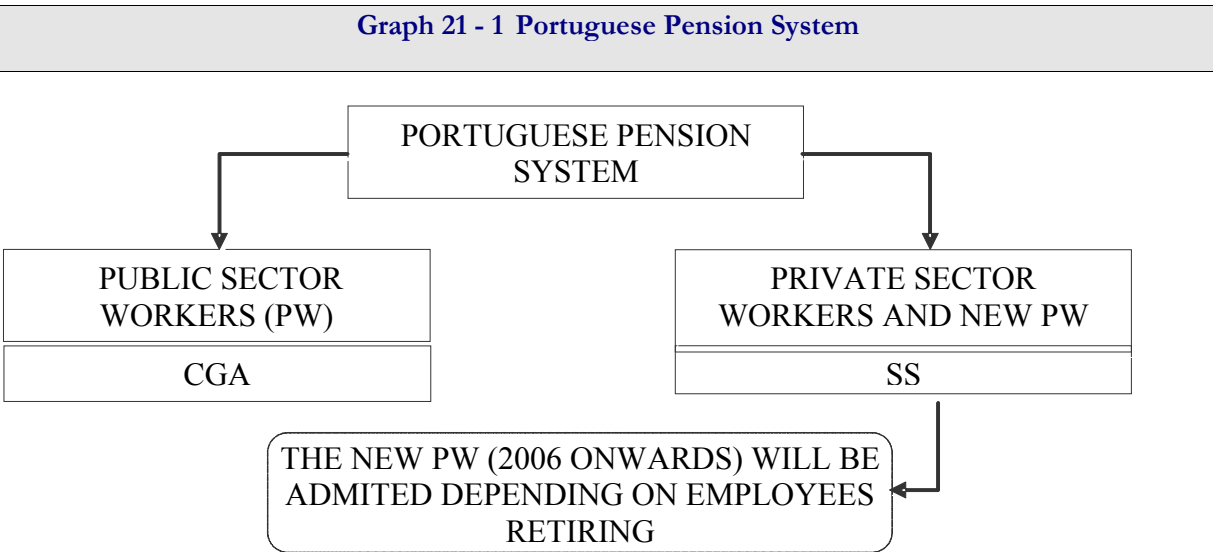 Graph 21 - 1 Portuguese Pension System
PORTUGUESE PENSION
SYSTEM
PUBLIC SECTOR
WORKERS (PW)
CGA
PRIVATE SECTOR
WORKERS AND NEW PW
SS
THE NEW PW (2006 ONWARDS) WILL BE
ADMITED DEPENDING ON EMPLOYEES
RETIRING